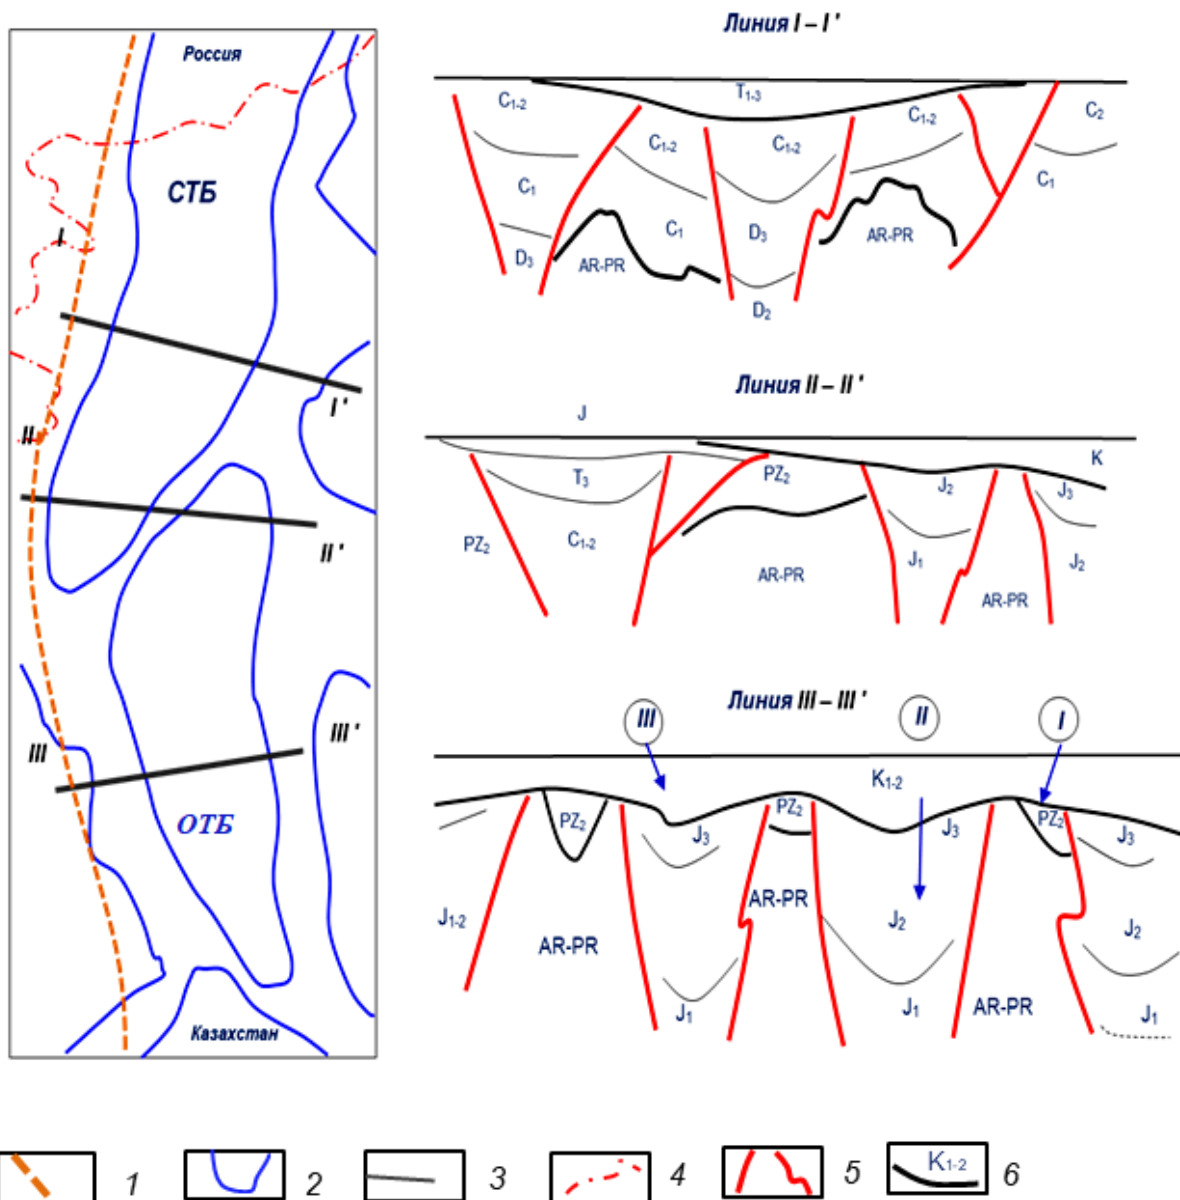 Россия
СТБ
I
I'
II
II'
III
III'
ОТБ
Казахстан
Линия I – I'
T1-3
C1-2
C1-2
C1-2
C1-2
C2
C1
C1
C1
D3
D3
AR-PR
AR-PR
D2
Линия II – II'
J
K
T3
PZ2
J2
J3
PZ2
C1-2
J1
J2
AR-PR
AR-PR
Линия III – III'
III
II
I
K1-2
PZ2
PZ2
PZ2
J3
J3
J3
J1-2
AR-PR
AR-PR
J2
J2
J1
J1
AR-PR
J1
1
2
3
4
5
K1-2
6